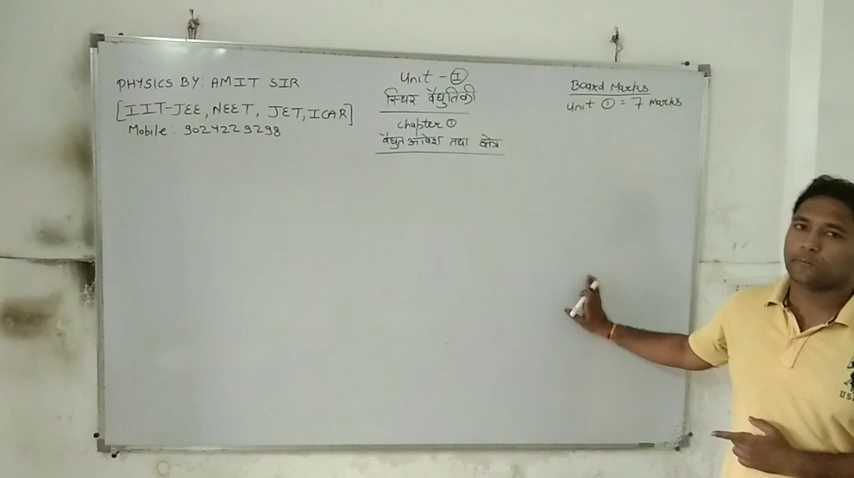 PHYSICS BY: AMIT SIR
[IIT-JEE, NEET, JET, ICAR]
Mobile: 9024229298
Unit - ①
स्थिर वैद्युतिकी
chapter ①
वैद्युत आवेश तथा क्षेत्र
Board Marks
Unit ① = 7 Marks